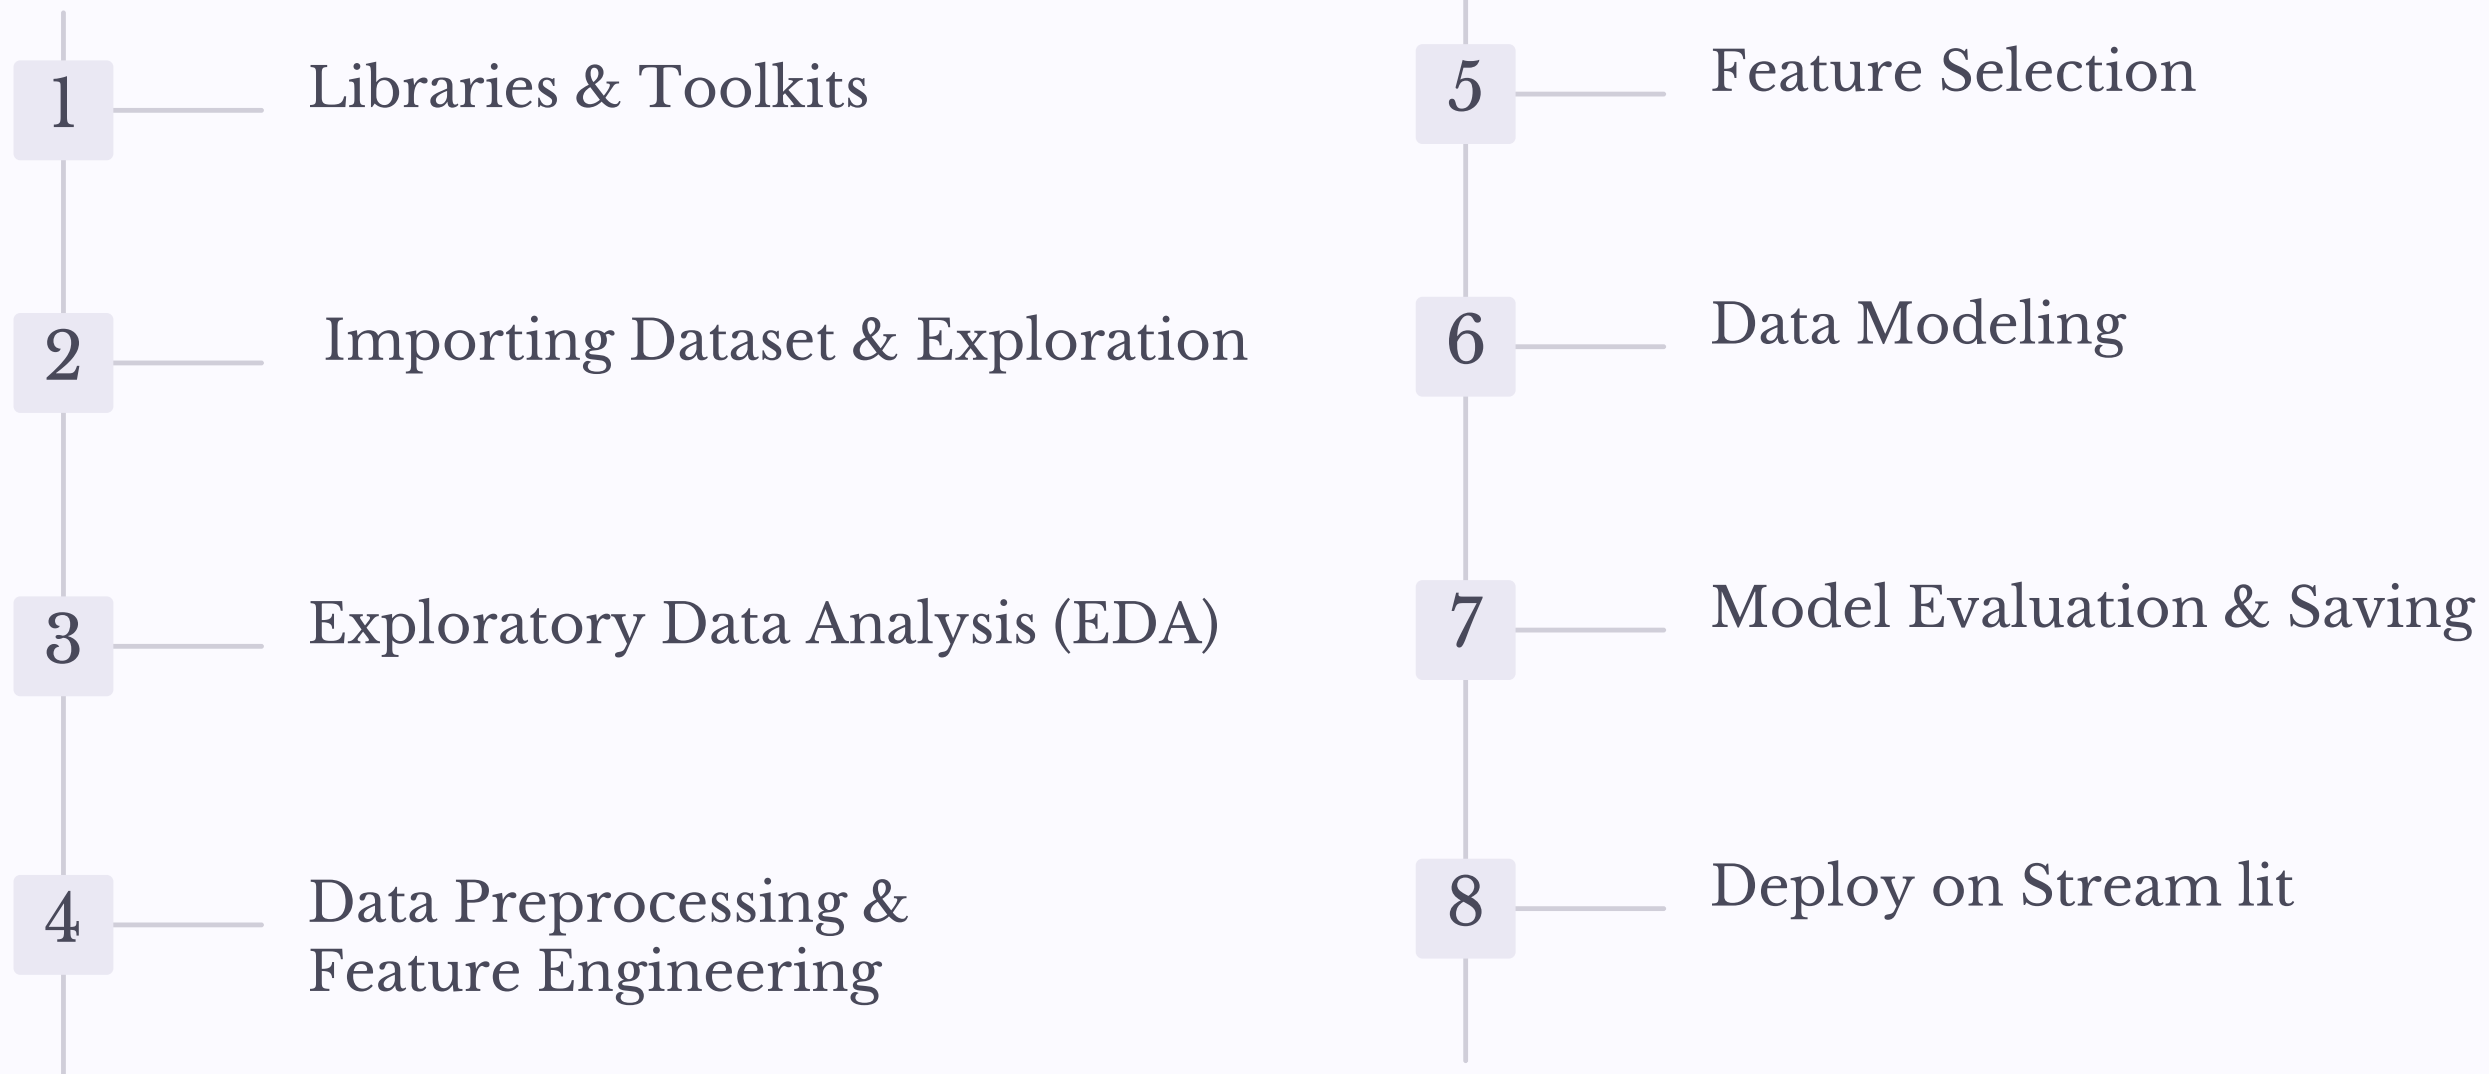 1
Libraries & Toolkits
2
Importing Dataset & Exploration
3
Exploratory Data Analysis (EDA)
4
Data Preprocessing &
Feature Engineering
5
Feature Selection
6
Data Modeling
7
Model Evaluation & Saving
8
Deploy on Stream lit